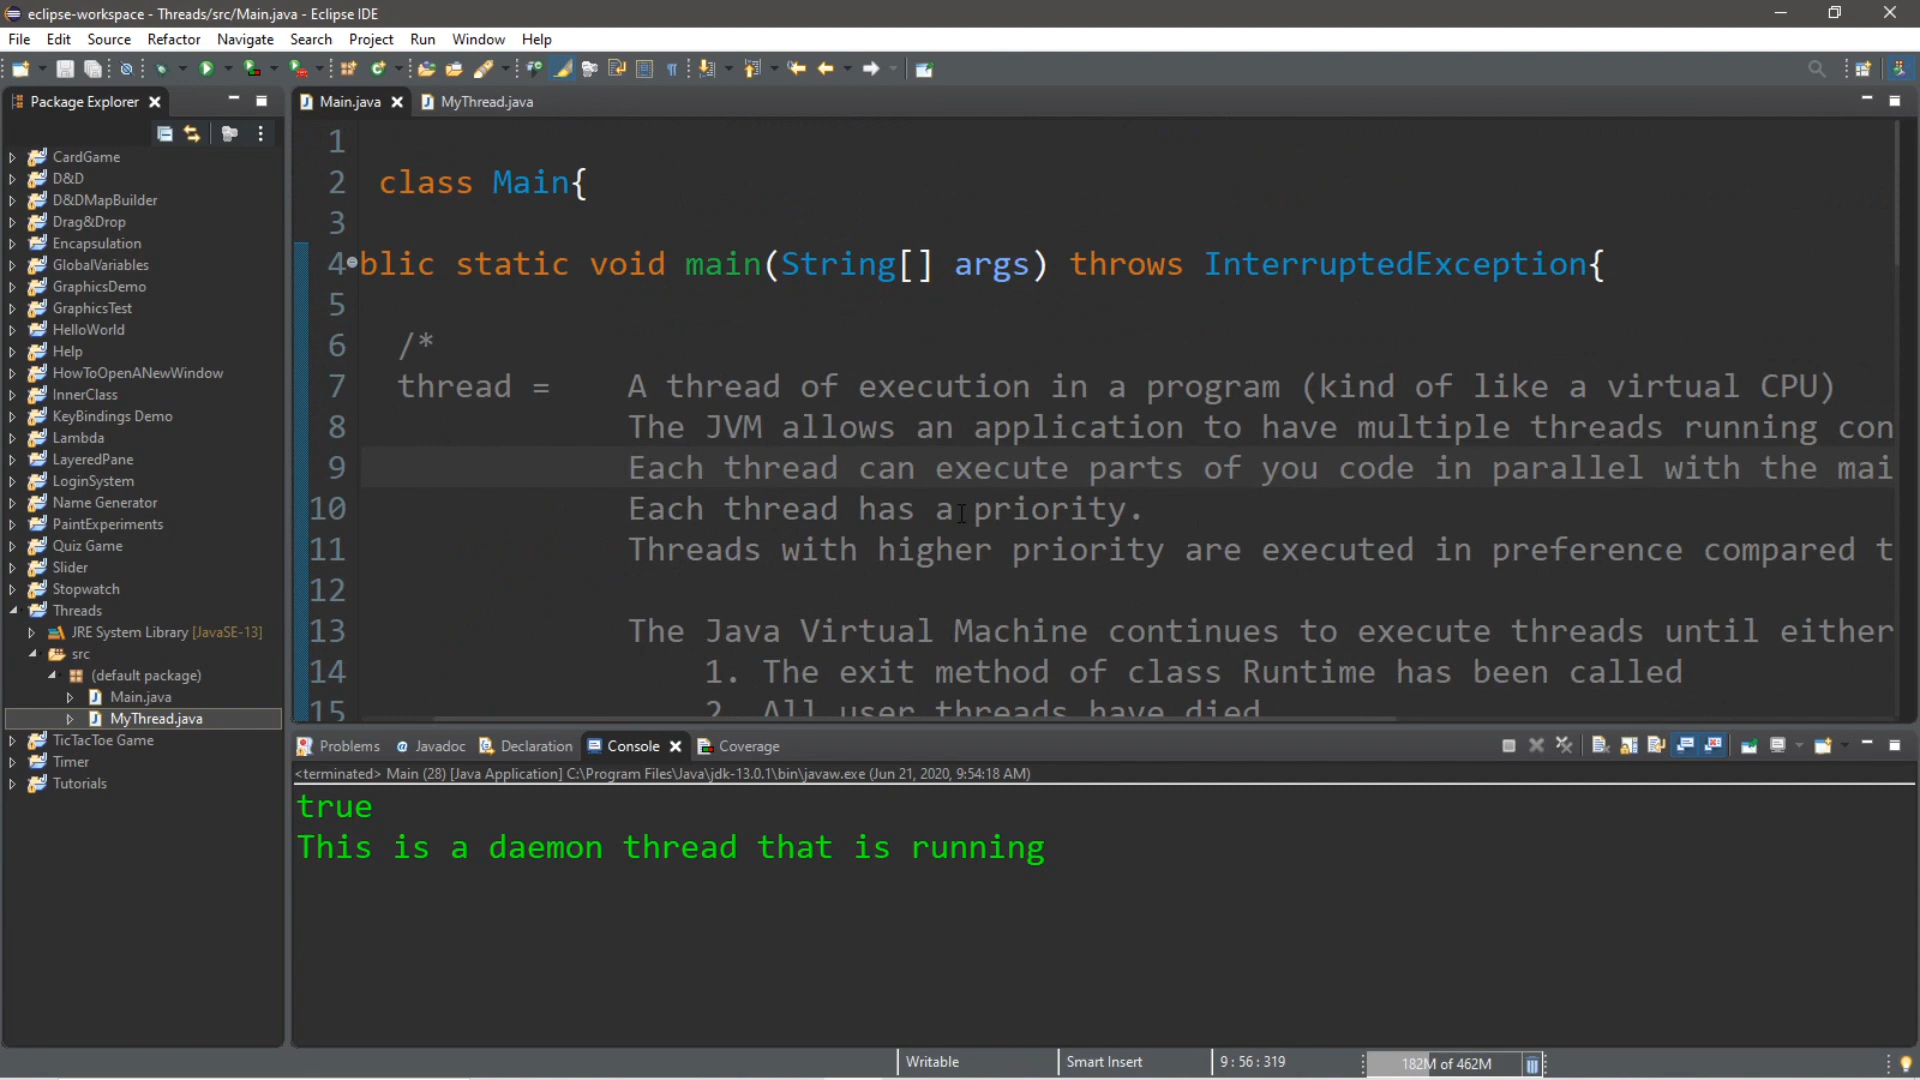 eclipse-workspace - Threads/src/Main.java - Eclipse IDE
File Edit Source Refactor Navigate Search Project Run Window Help
Package Explorer
CardGame
D&D
D&DMapBuilder
Drag&Drop
Encapsulation
GlobalVariables
GraphicsDemo
GraphicsTest
HelloWorld
Help
HowToOpenANewWindow
InnerClass
KeyBindings Demo
Lambda
LayeredPane
LoginSystem
Name Generator
PaintExperiments
Quiz Game
Slider
Stopwatch
Threads
JRE System Library [JavaSE-13]
src
(default package)
Main.java
MyThread.java
TicTacToe Game
Timer
Tutorials
Main.java MyThread.java
1
2 class Main{
3
4 blic static void main(String[] args) throws InterruptedException{
5
6 /*
7 thread = A thread of execution in a program (kind of like a virtual CPU)
8 The JVM allows an application to have multiple threads running con
9 Each thread can execute parts of you code in parallel with the mai
10 Each thread has a priority.
11 Threads with higher priority are executed in preference compared t
12
13 The Java Virtual Machine continues to execute threads until either
14 1. The exit method of class Runtime has been called
15 2. All user threads have died
Problems Javadoc Declaration Console Coverage
<terminated> Main (28) [Java Application] C:\Program Files\Java\jdk-13.0.1\bin\javaw.exe (Jun 21, 2020, 9:54:18 AM)
true
This is a daemon thread that is running
Writable Smart Insert 9 : 56 : 319 182M of 462M